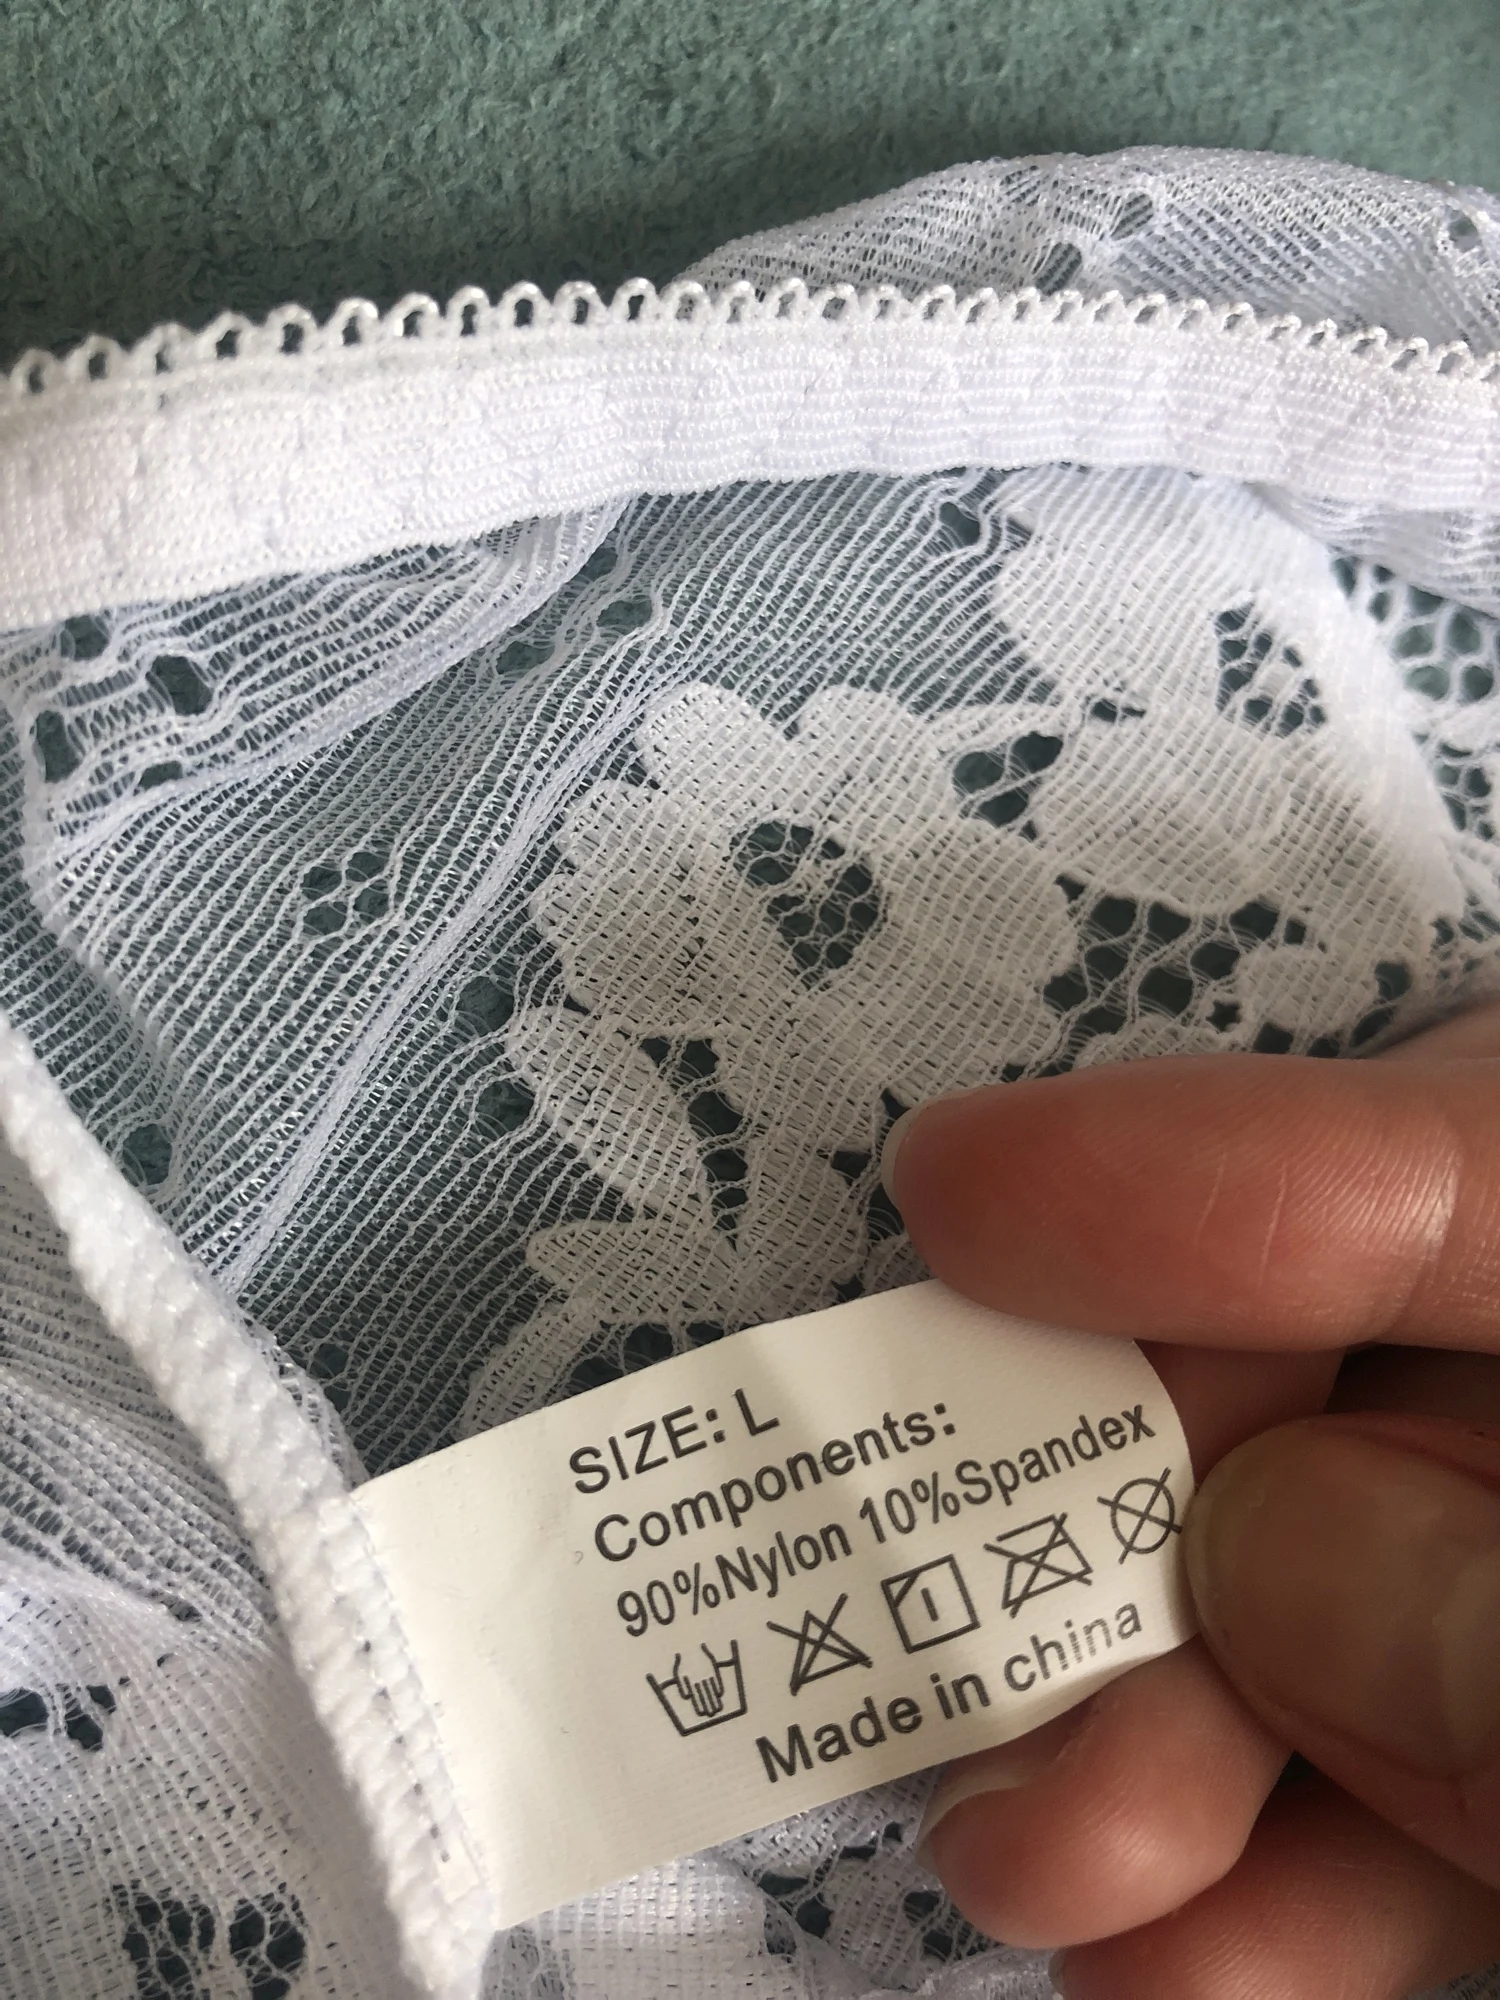 SIZE: L
Components:
90%Nylon 10%Spandex
Made in china